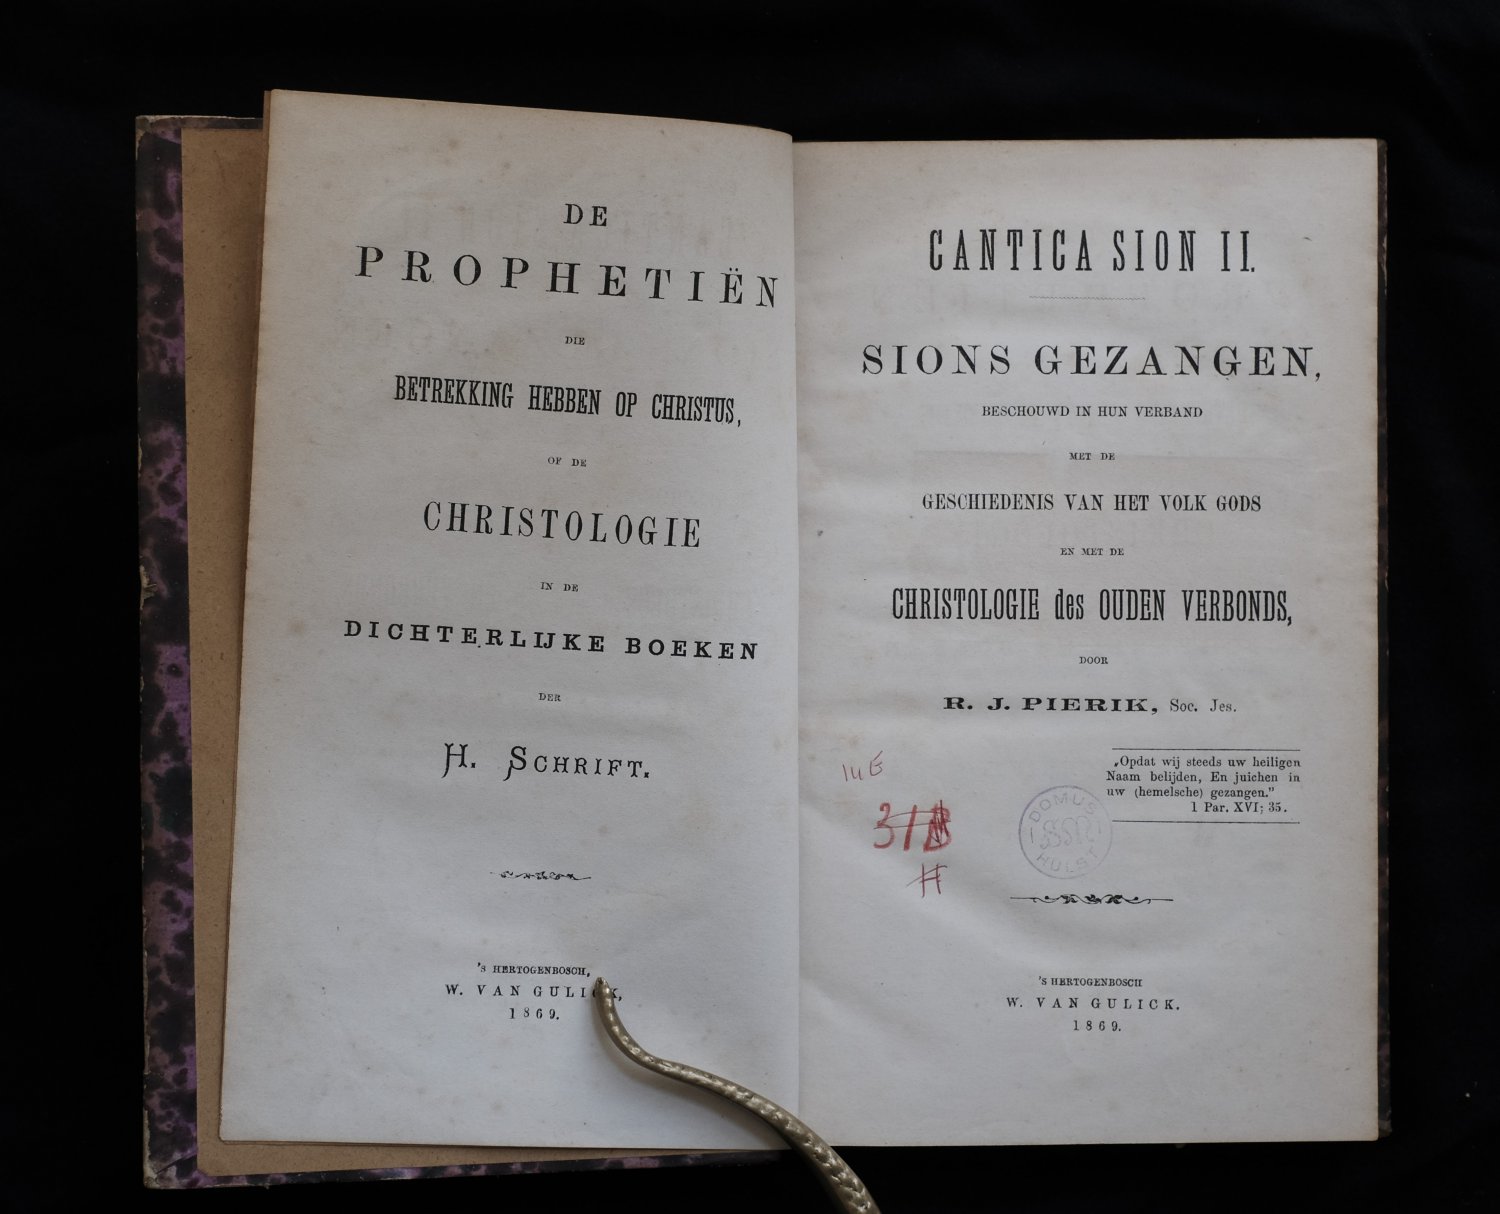 DE
PROPHETIËN
DIE
BETREKKING HEBBEN OP CHRISTUS,
OF DE
CHRISTOLOGIE
IN DE
DICHTERLIJKE BOEKEN
DER
H. SCHRIFT.
'S HERTOGENBOSCH,
W. VAN GULICK,
1869.
CANTICA SION II.
SIONS GEZANGEN,
BESCHOUWD IN HUN VERBAND
MET DE
GESCHIEDENIS VAN HET VOLK GODS
EN MET DE
CHRISTOLOGIE des OUDEN VERBONDS,
DOOR
R. J. PIERIK, Soc. Jes.
„Opdat wij steeds uw heiligen
Naam belijden, En juichen in
uw (hemelsche) gezangen.”
1 Par. XVI; 35.
DOMUS
HULST
31B
H
'S HERTOGENBOSCH
W. VAN GULICK.
1869.